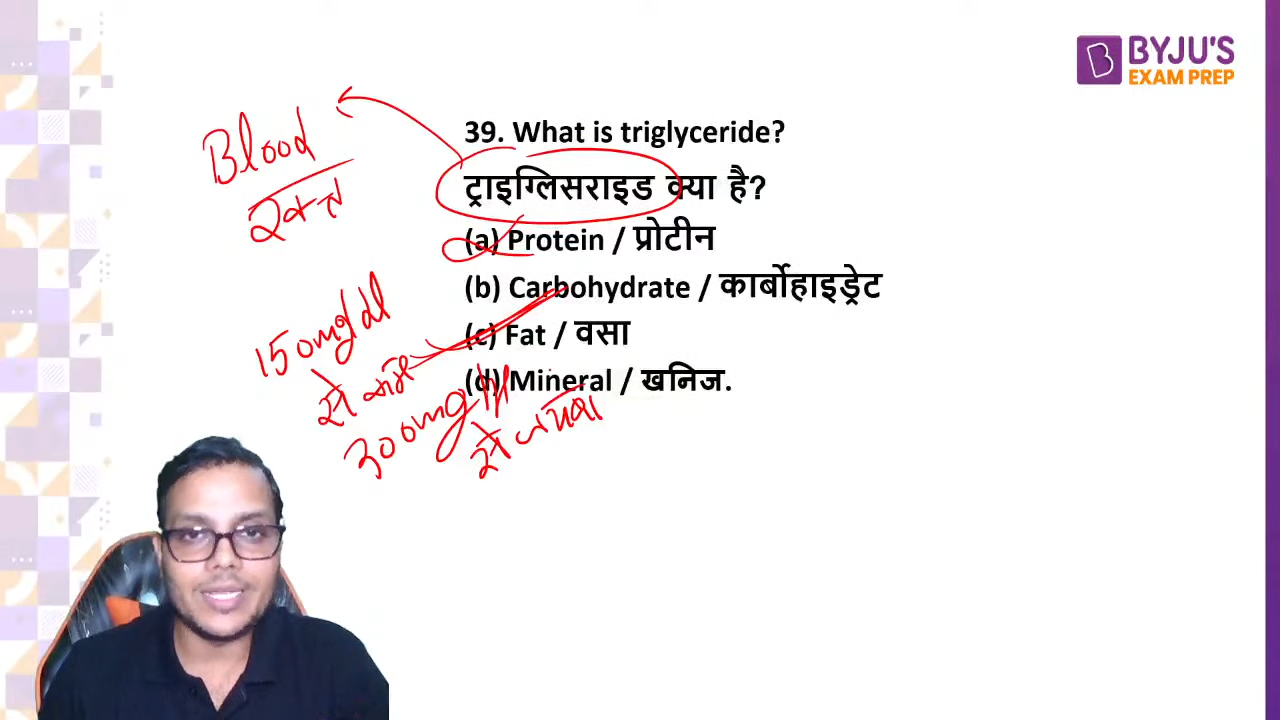 BYJU'S
EXAM PREP
39. What is triglyceride?
ट्राइग्लिसराइड क्या है?
(a) Protein / प्रोटीन
(b) Carbohydrate / कार्बोहाइड्रेट
(c) Fat / वसा
(d) Mineral / खनिज.
Blood
रक्त
150mg/dl
से कम
300mg/dl
से